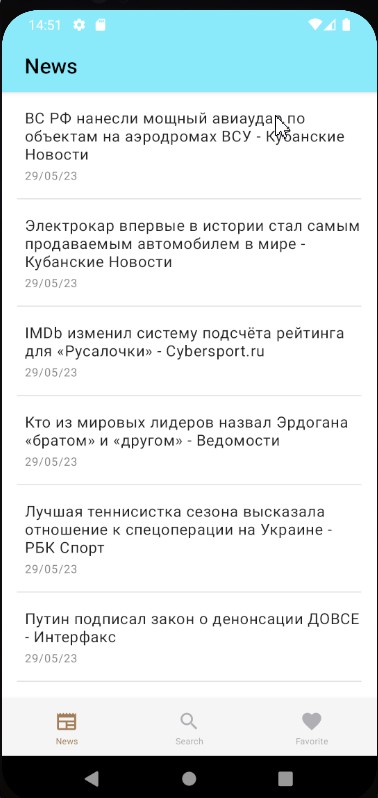 14:51
News
ВС РФ нанесли мощный авиаудар по
объектам на аэродромах ВСУ - Кубанские
Новости
29/05/23
Электрокар впервые в истории стал самым
продаваемым автомобилем в мире -
Кубанские Новости
29/05/23
IMDb изменил систему подсчёта рейтинга
для «Русалочки» - Cybersport.ru
29/05/23
Кто из мировых лидеров назвал Эрдогана
«братом» и «другом» - Ведомости
29/05/23
Лучшая теннисистка сезона высказала
отношение к спецоперации на Украине -
РБК Спорт
29/05/23
Путин подписал закон о денонсации ДОВСЕ
- Интерфакс
29/05/23
News
Search
Favorite